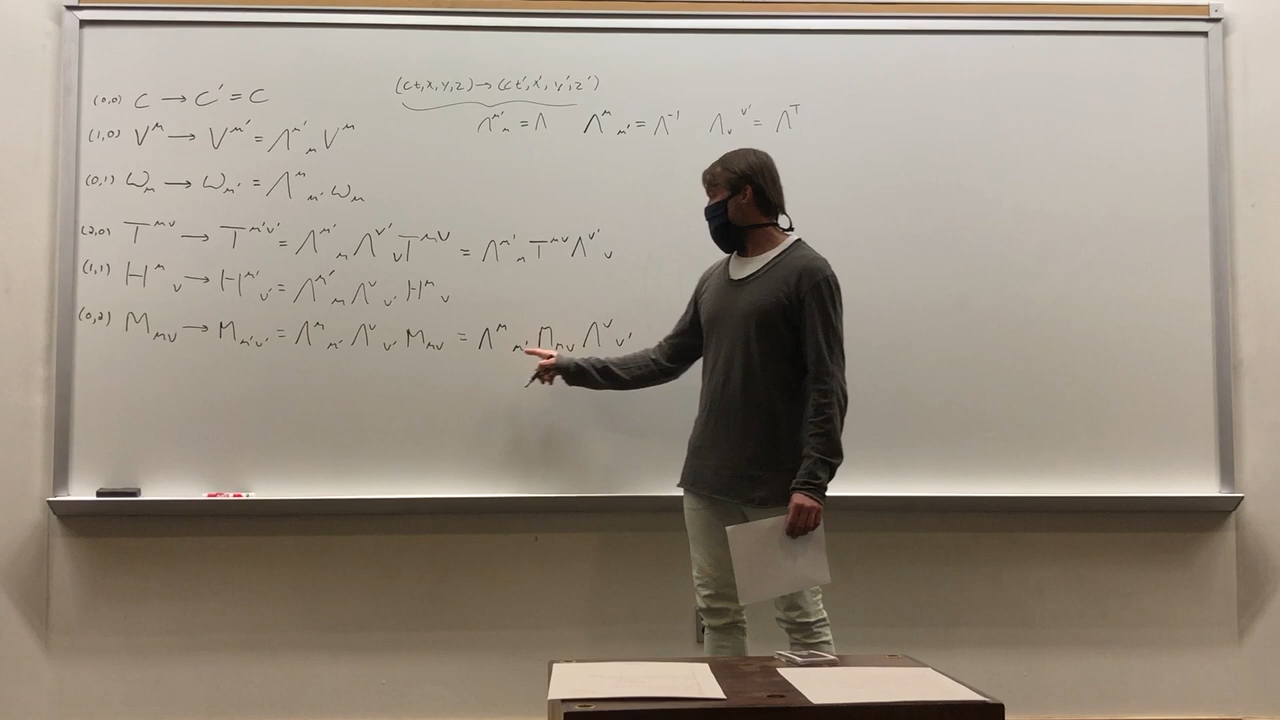 (ct,x,y,z)→(ct',x',y',z')
(0,0) C → C' = C
Λ^μ'_μ = Λ Λ^μ_μ' = Λ^-1 Λ_ν^ν' = Λ^T
(1,0) V^μ → V^μ' = Λ^μ'_μ V^μ
(0,1) ω_μ → ω_μ' = Λ^μ_μ' ω_μ
(2,0) T^μν → T^μ'ν' = Λ^μ'_μ Λ^ν'_ν T^μν = Λ^μ'_μ T^μν Λ^ν'_ν
(1,1) H^μ_ν → H^μ'_ν' = Λ^μ'_μ Λ^ν_ν' H^μ_ν
(0,2) M_μν → M_μ'ν' = Λ^μ_μ' Λ^ν_ν' M_μν = Λ^μ_μ' M_μν Λ^ν_ν'